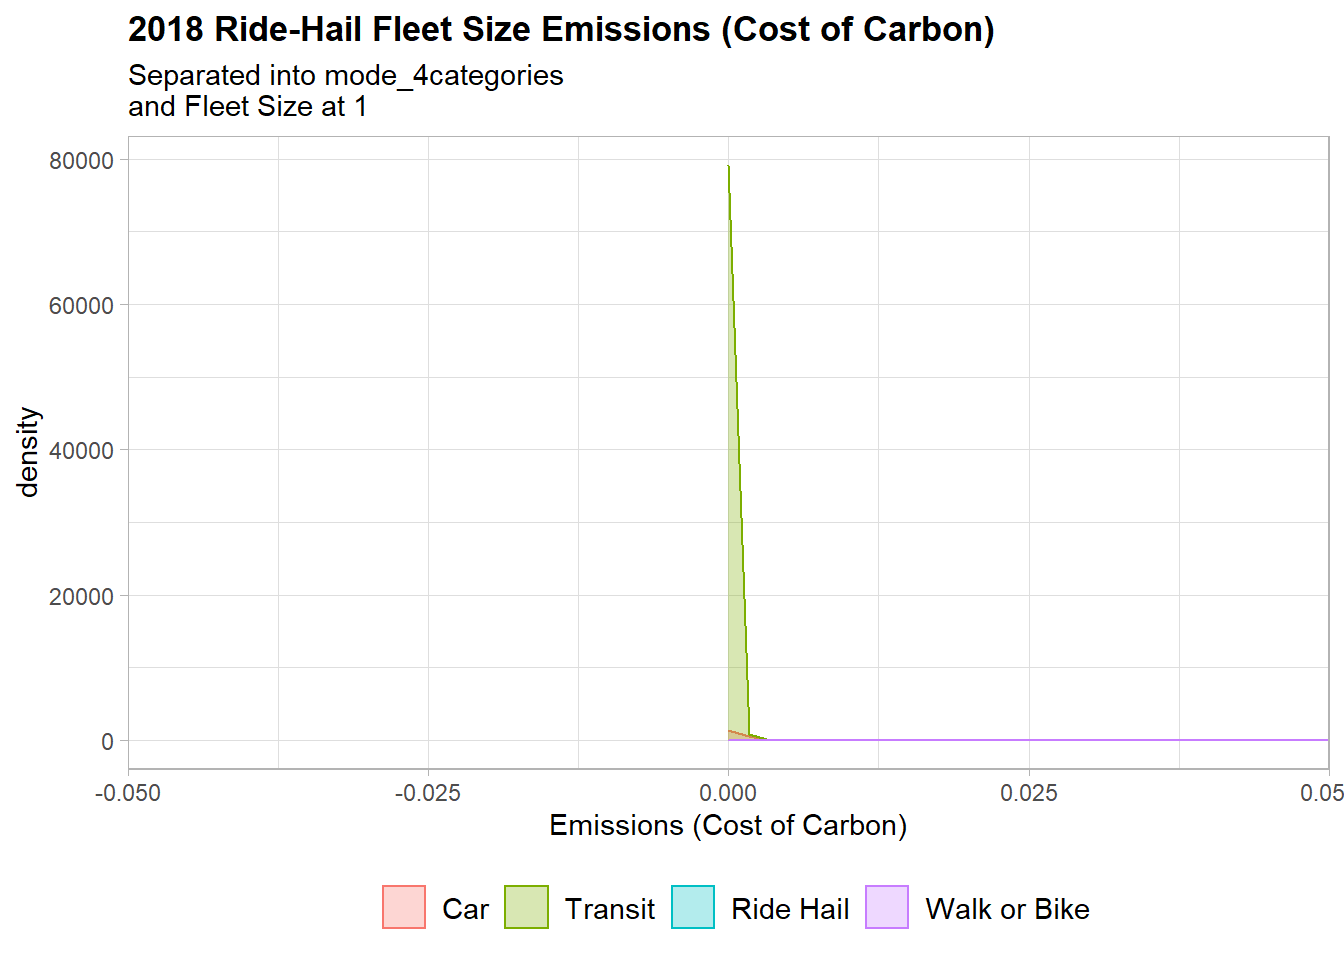 2018 Ride-Hail Fleet Size Emissions (Cost of Carbon)
Separated into mode_4categories
and Fleet Size at 1
80000
60000
40000
20000
0
density
-0.050 -0.025 0.000 0.025 0.05
Emissions (Cost of Carbon)
Car Transit Ride Hail Walk or Bike